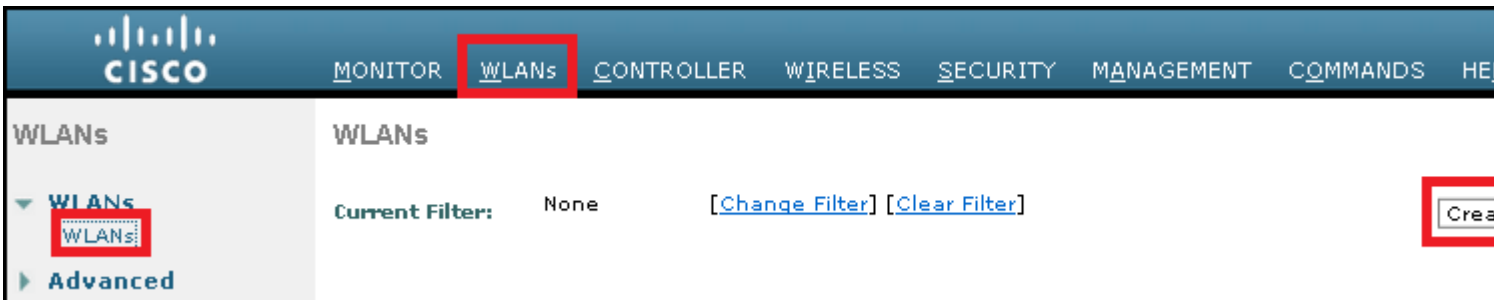 CISCO
MONITOR WLANs CONTROLLER WIRELESS SECURITY MANAGEMENT COMMANDS
WLANs
WLANs
WLANs
WLANs
Advanced
Current Filter: None [Change Filter] [Clear Filter]